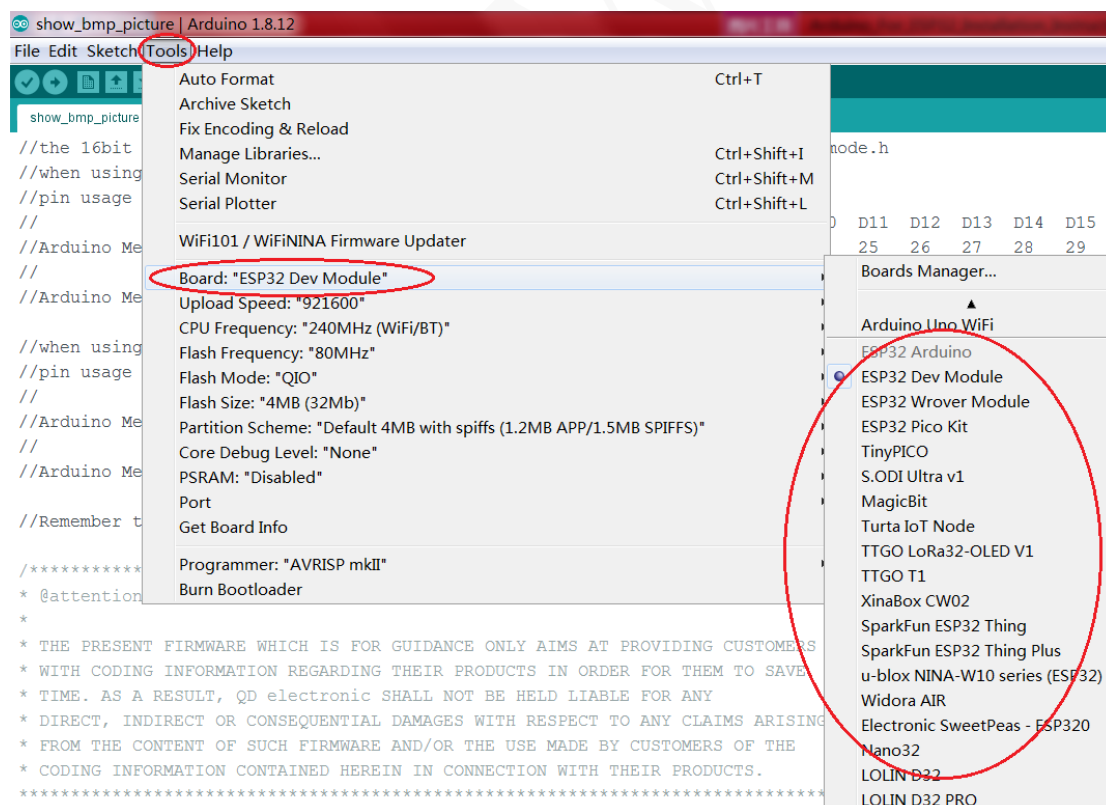 show_bmp_picture | Arduino 1.8.12
File Edit Sketch Tools Help
show_bmp_picture
Auto Format Ctrl+T
Archive Sketch
Fix Encoding & Reload
Manage Libraries... Ctrl+Shift+I
Serial Monitor Ctrl+Shift+M
Serial Plotter Ctrl+Shift+L
WiFi101 / WiFiNINA Firmware Updater
Board: "ESP32 Dev Module"
Upload Speed: "921600"
CPU Frequency: "240MHz (WiFi/BT)"
Flash Frequency: "80MHz"
Flash Mode: "QIO"
Flash Size: "4MB (32Mb)"
Partition Scheme: "Default 4MB with spiffs (1.2MB APP/1.5MB SPIFFS)"
Core Debug Level: "None"
PSRAM: "Disabled"
Port
Get Board Info
Programmer: "AVRISP mkII"
Burn Bootloader
Boards Manager...
Arduino Uno WiFi
ESP32 Arduino
ESP32 Dev Module
ESP32 Wrover Module
ESP32 Pico Kit
TinyPICO
S.ODI Ultra v1
MagicBit
Turta IoT Node
TTGO LoRa32-OLED V1
TTGO T1
XinaBox CW02
SparkFun ESP32 Thing
SparkFun ESP32 Thing Plus
u-blox NINA-W10 series (ESP32)
Widora AIR
Electronic SweetPeas - ESP320
Nano32
LOLIN D32
LOLIN D32 PRO
//the 16bit mode.h
//when using
//pin usage
// D11 D12 D13 D14 D15
//Arduino Me 25 26 27 28 29
//
//Arduino Me
//when using
//pin usage
//
//Arduino Me
//
//Arduino Me
//Remember t
/***********
* @attention
*
* THE PRESENT FIRMWARE WHICH IS FOR GUIDANCE ONLY AIMS AT PROVIDING CUSTOMERS
* WITH CODING INFORMATION REGARDING THEIR PRODUCTS IN ORDER FOR THEM TO SAVE
* TIME. AS A RESULT, QD electronic SHALL NOT BE HELD LIABLE FOR ANY
* DIRECT, INDIRECT OR CONSEQUENTIAL DAMAGES WITH RESPECT TO ANY CLAIMS ARISING
* FROM THE CONTENT OF SUCH FIRMWARE AND/OR THE USE MADE BY CUSTOMERS OF THE
* CODING INFORMATION CONTAINED HEREIN IN CONNECTION WITH THEIR PRODUCTS.